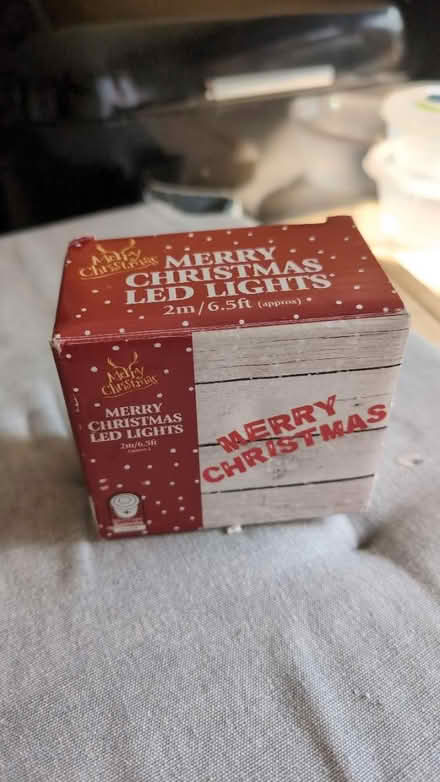 Merry
Christmas
MERRY
CHRISTMAS
LED LIGHTS
2m/6.5ft (approx)
Merry
Christmas
MERRY
CHRISTMAS
LED LIGHTS
2m/6.5ft
(approx)
MERRY
CHRISTMAS